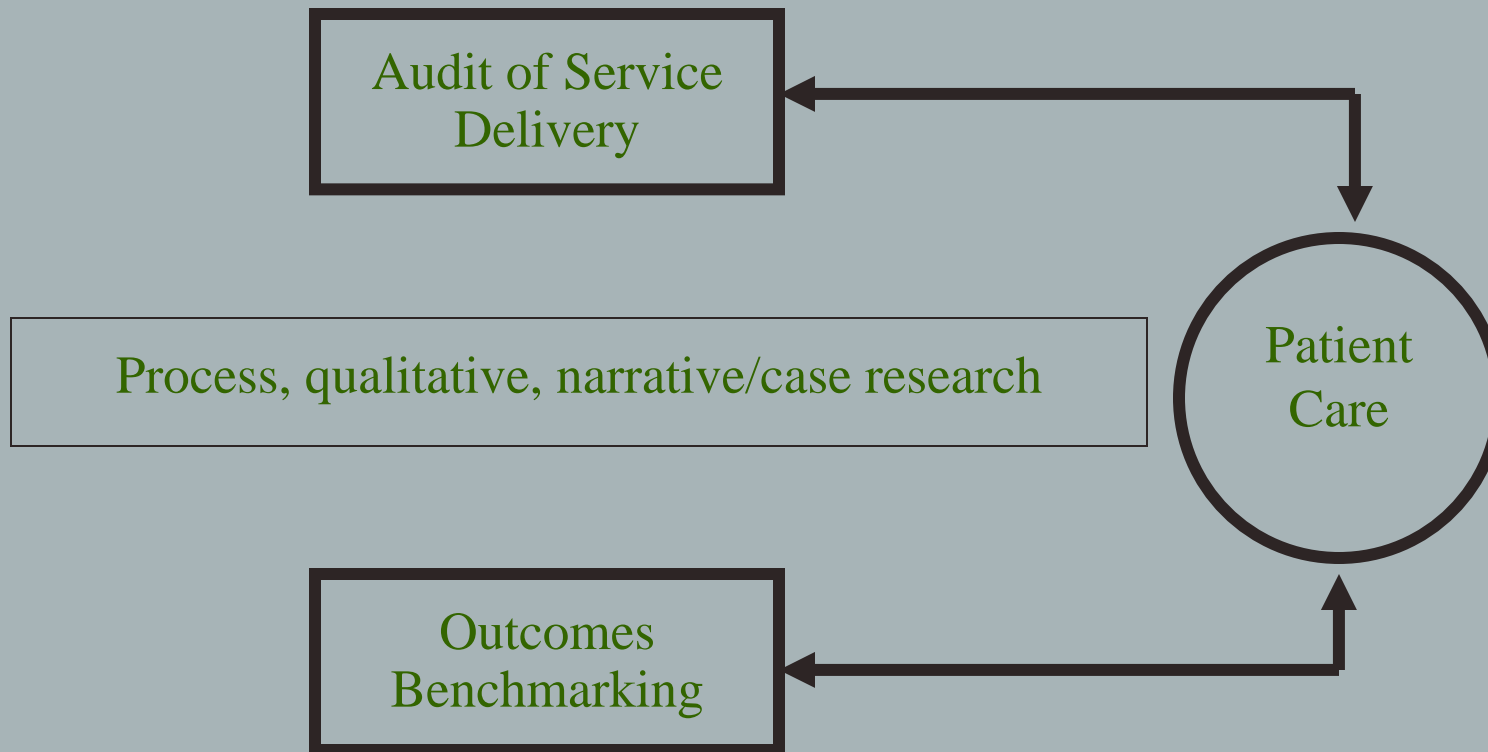 Audit of Service
Delivery
Process, qualitative, narrative/case research
Patient
Care
Outcomes
Benchmarking